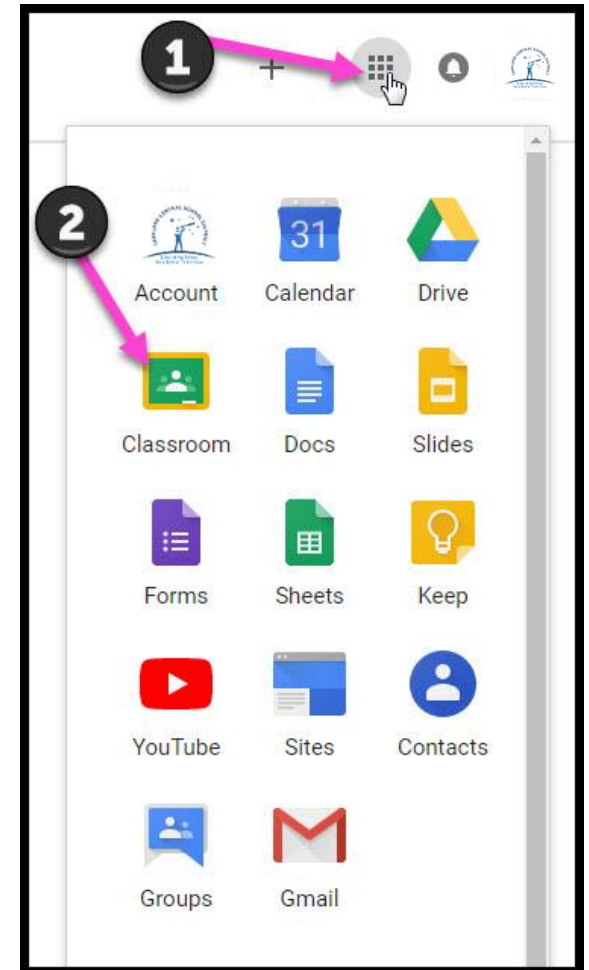 1
2
31
Account Calendar Drive
Classroom Docs Slides
Forms Sheets Keep
YouTube Sites Contacts
Groups Gmail